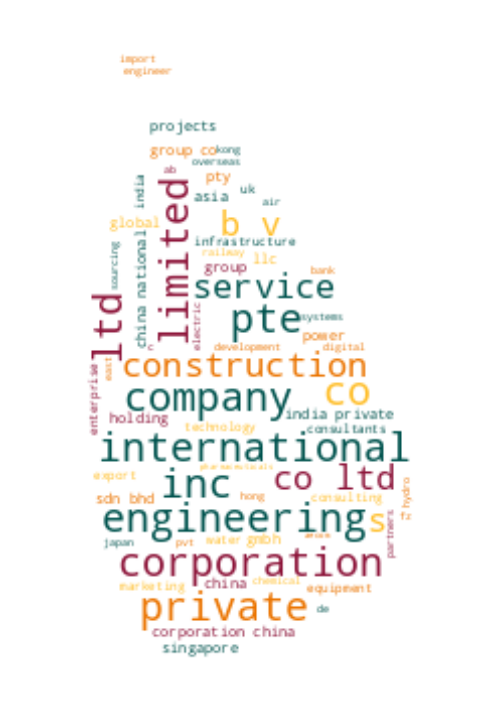 import
engineer
projects
group co
kong
overseas
ab
pty
india
limited
asia
uk
air
global
b v
infrastructure
railway
llc
sourcing
china national
group
bank
service
ltd
pte
systems
electric
power
c
development
digital
construction
east
enterprise
company
co
holding
india private
technology
consultants
international
pharmaceuticals
export
inc
co ltd
hydro
sdn bhd
hong
consulting
engineering
s
fz
partners
japan
pvt
water
gmbh
corporation
marketing
china
chemical
equipment
private
de
corporation china
singapore